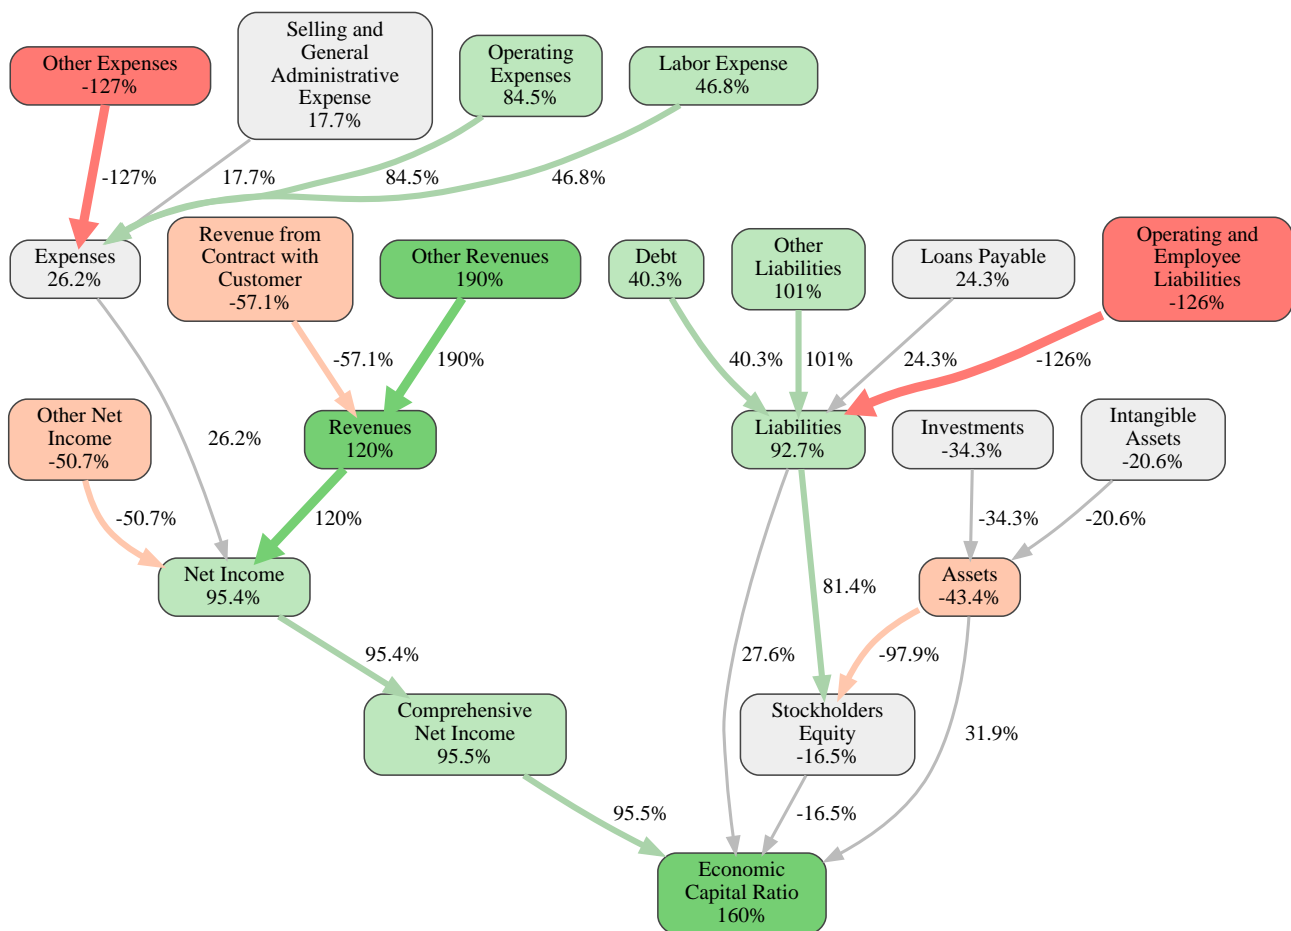 Other Expenses
-127%
Selling and
General
Administrative
Expense
17.7%
Operating
Expenses
84.5%
Labor Expense
46.8%
-127%
17.7%
84.5%
46.8%
Expenses
26.2%
Revenue from
Contract with
Customer
-57.1%
Other Revenues
190%
Debt
40.3%
Other
Liabilities
101%
Loans Payable
24.3%
Operating and
Employee
Liabilities
-126%
-57.1%
190%
40.3%
101%
24.3%
-126%
Other Net
Income
-50.7%
26.2%
Revenues
120%
Liabilities
92.7%
Investments
-34.3%
Intangible
Assets
-20.6%
-50.7%
120%
-34.3%
-20.6%
Net Income
95.4%
81.4%
Assets
-43.4%
95.4%
27.6%
-97.9%
31.9%
Comprehensive
Net Income
95.5%
Stockholders
Equity
-16.5%
95.5%
-16.5%
Economic
Capital Ratio
160%